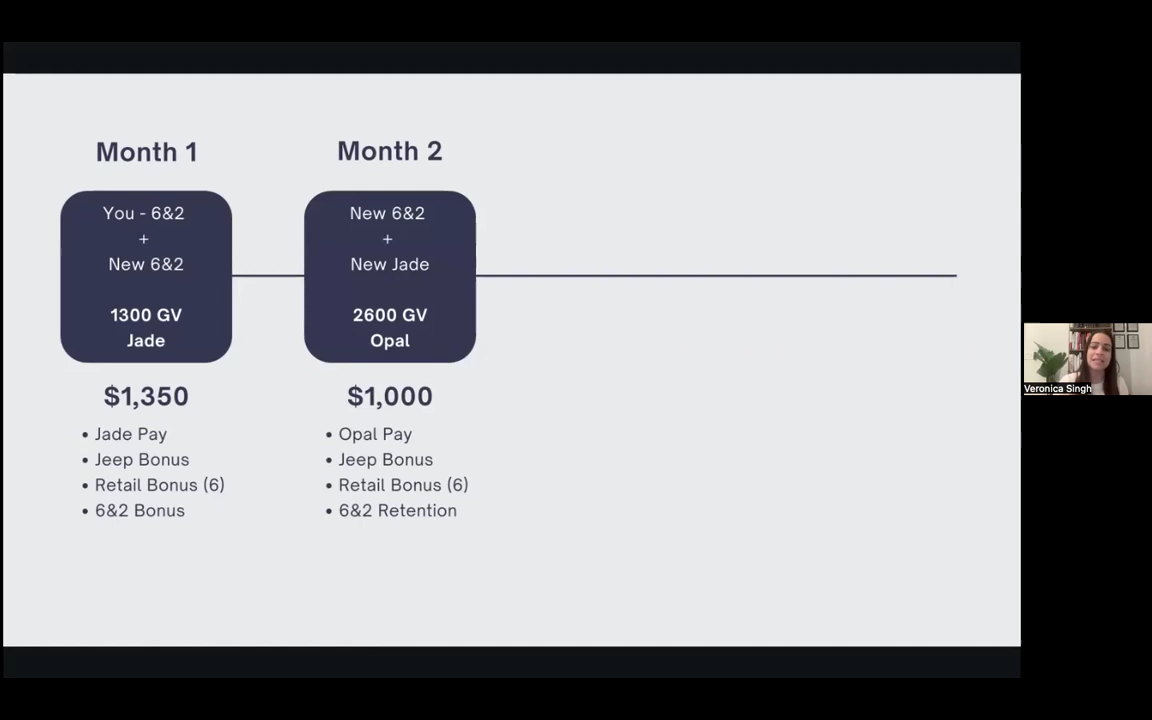 Month 1
You - 6&2
+
New 6&2
1300 GV
Jade
$1,350
• Jade Pay
• Jeep Bonus
• Retail Bonus (6)
• 6&2 Bonus
Month 2
New 6&2
+
New Jade
2600 GV
Opal
$1,000
• Opal Pay
• Jeep Bonus
• Retail Bonus (6)
• 6&2 Retention
Veronica Singh